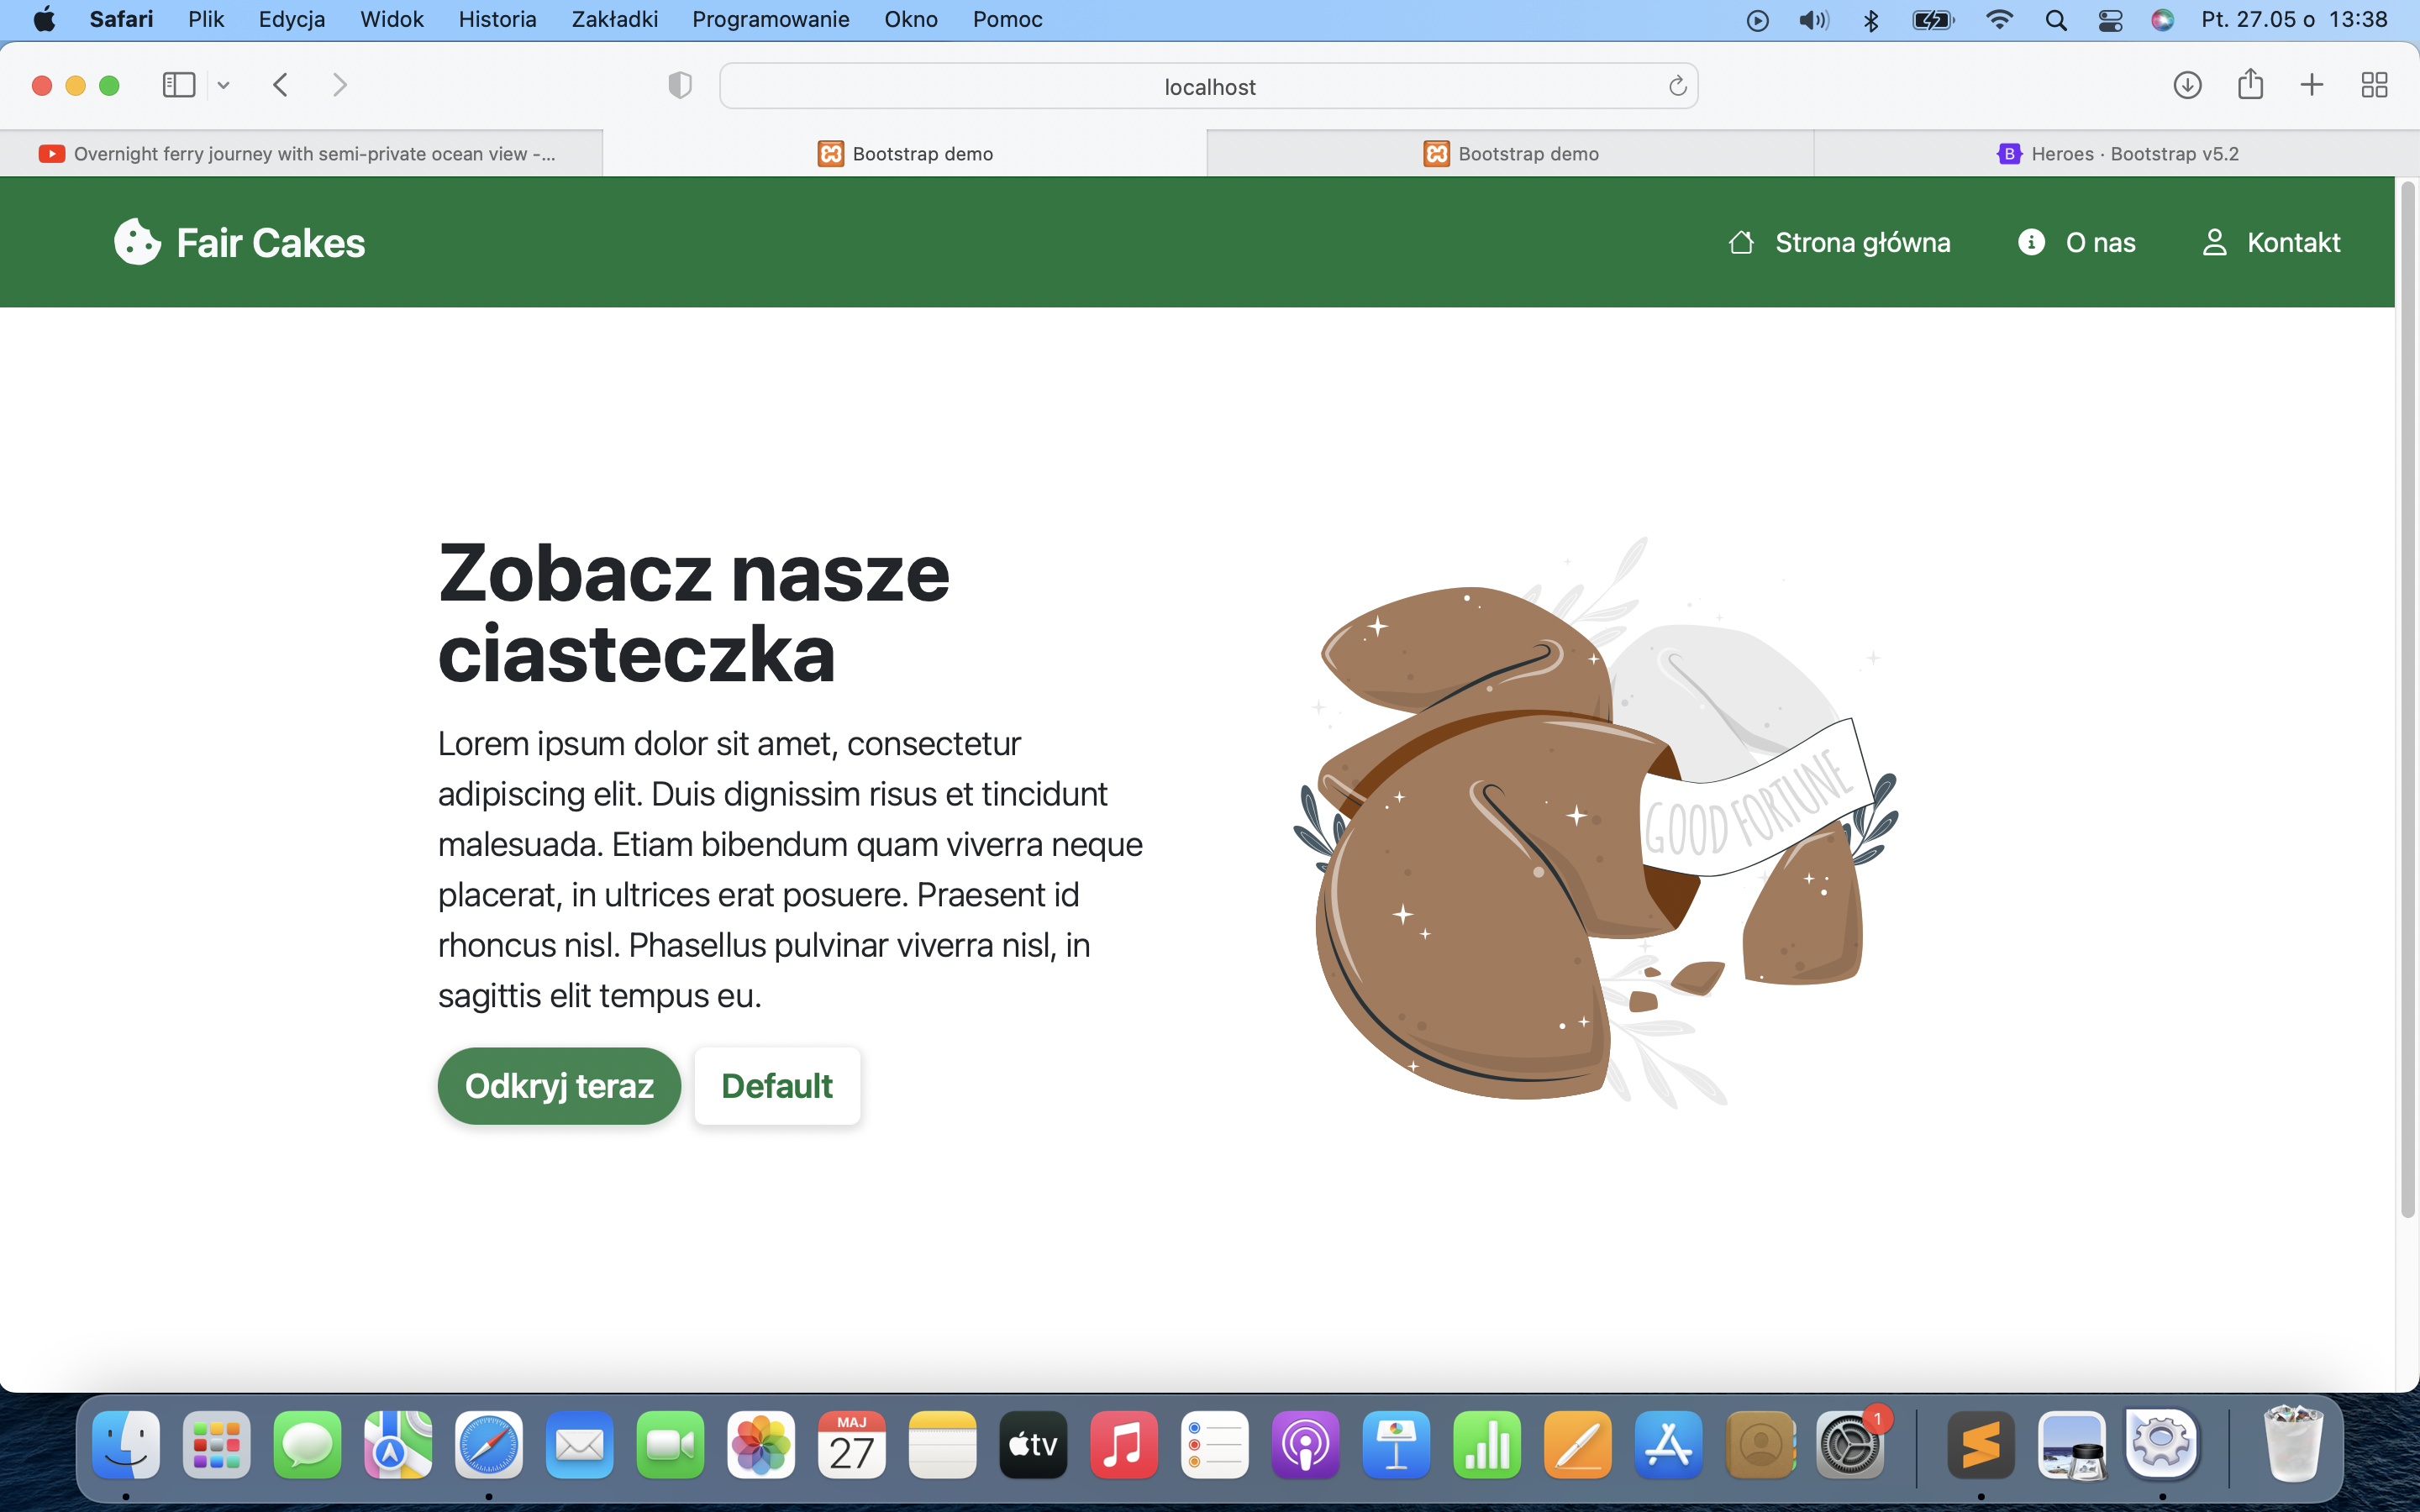 Safari Plik Edycja Widok Historia Zakładki Programowanie Okno Pomoc Pt. 27.05 o 13:38
localhost
Overnight ferry journey with semi-private ocean view -... Bootstrap demo Bootstrap demo B Heroes · Bootstrap v5.2
Fair Cakes Strona główna O nas Kontakt
Zobacz nasze
ciasteczka
Lorem ipsum dolor sit amet, consectetur
adipiscing elit. Duis dignissim risus et tincidunt
malesuada. Etiam bibendum quam viverra neque
placerat, in ultrices erat posuere. Praesent id
rhoncus nisl. Phasellus pulvinar viverra nisl, in
sagittis elit tempus eu.
Odkryj teraz Default
GOOD FORTUNE
MAJ
27
tv
1